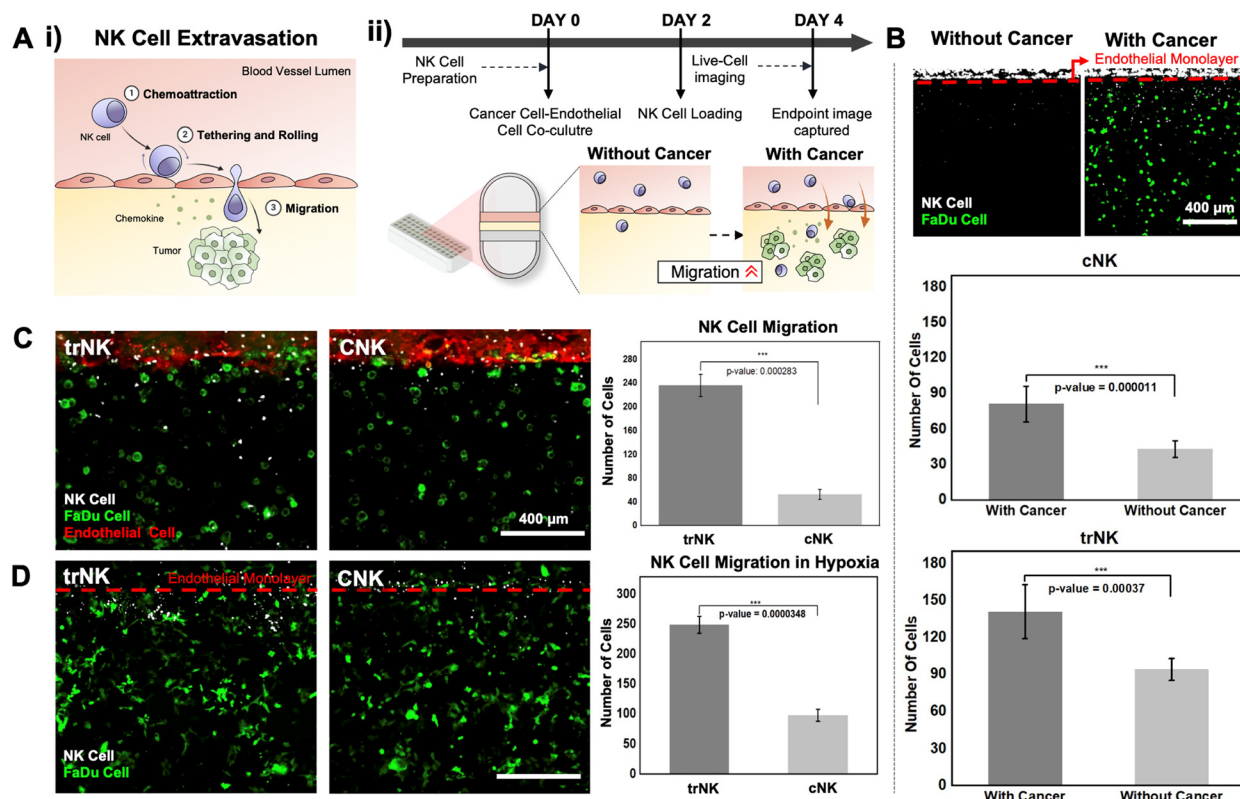 A i)
NK Cell Extravasation
Blood Vessel Lumen
1 Chemoattraction
NK cell
2 Tethering and Rolling
Chemokine
3 Migration
Tumor
ii)
DAY 0
DAY 2
DAY 4
NK Cell
Preparation
Live-Cell
imaging
Cancer Cell-Endothelial
Cell Co-culutre
NK Cell Loading
Endpoint image
captured
Without Cancer
With Cancer
Migration
B
Without Cancer
With Cancer
Endothelial Monolayer
NK Cell
FaDu Cell
400 µm
cNK
Number Of Cells
180
150
120
90
60
30
0
***
p-value = 0.000011
With Cancer
Without Cancer
trNK
Number Of Cells
180
150
120
90
60
30
0
***
p-value = 0.00037
With Cancer
Without Cancer
C
trNK
NK Cell
FaDu Cell
Endothelial Cell
CNK
400 µm
NK Cell Migration
Number of Cells
280
240
200
160
120
80
40
0
***
p-value: 0.000283
trNK
cNK
D
trNK
Endothelial Monolayer
NK Cell
FaDu Cell
CNK
NK Cell Migration in Hypoxia
Number of Cells
300
250
200
150
100
50
0
***
p-value = 0.0000348
trNK
cNK